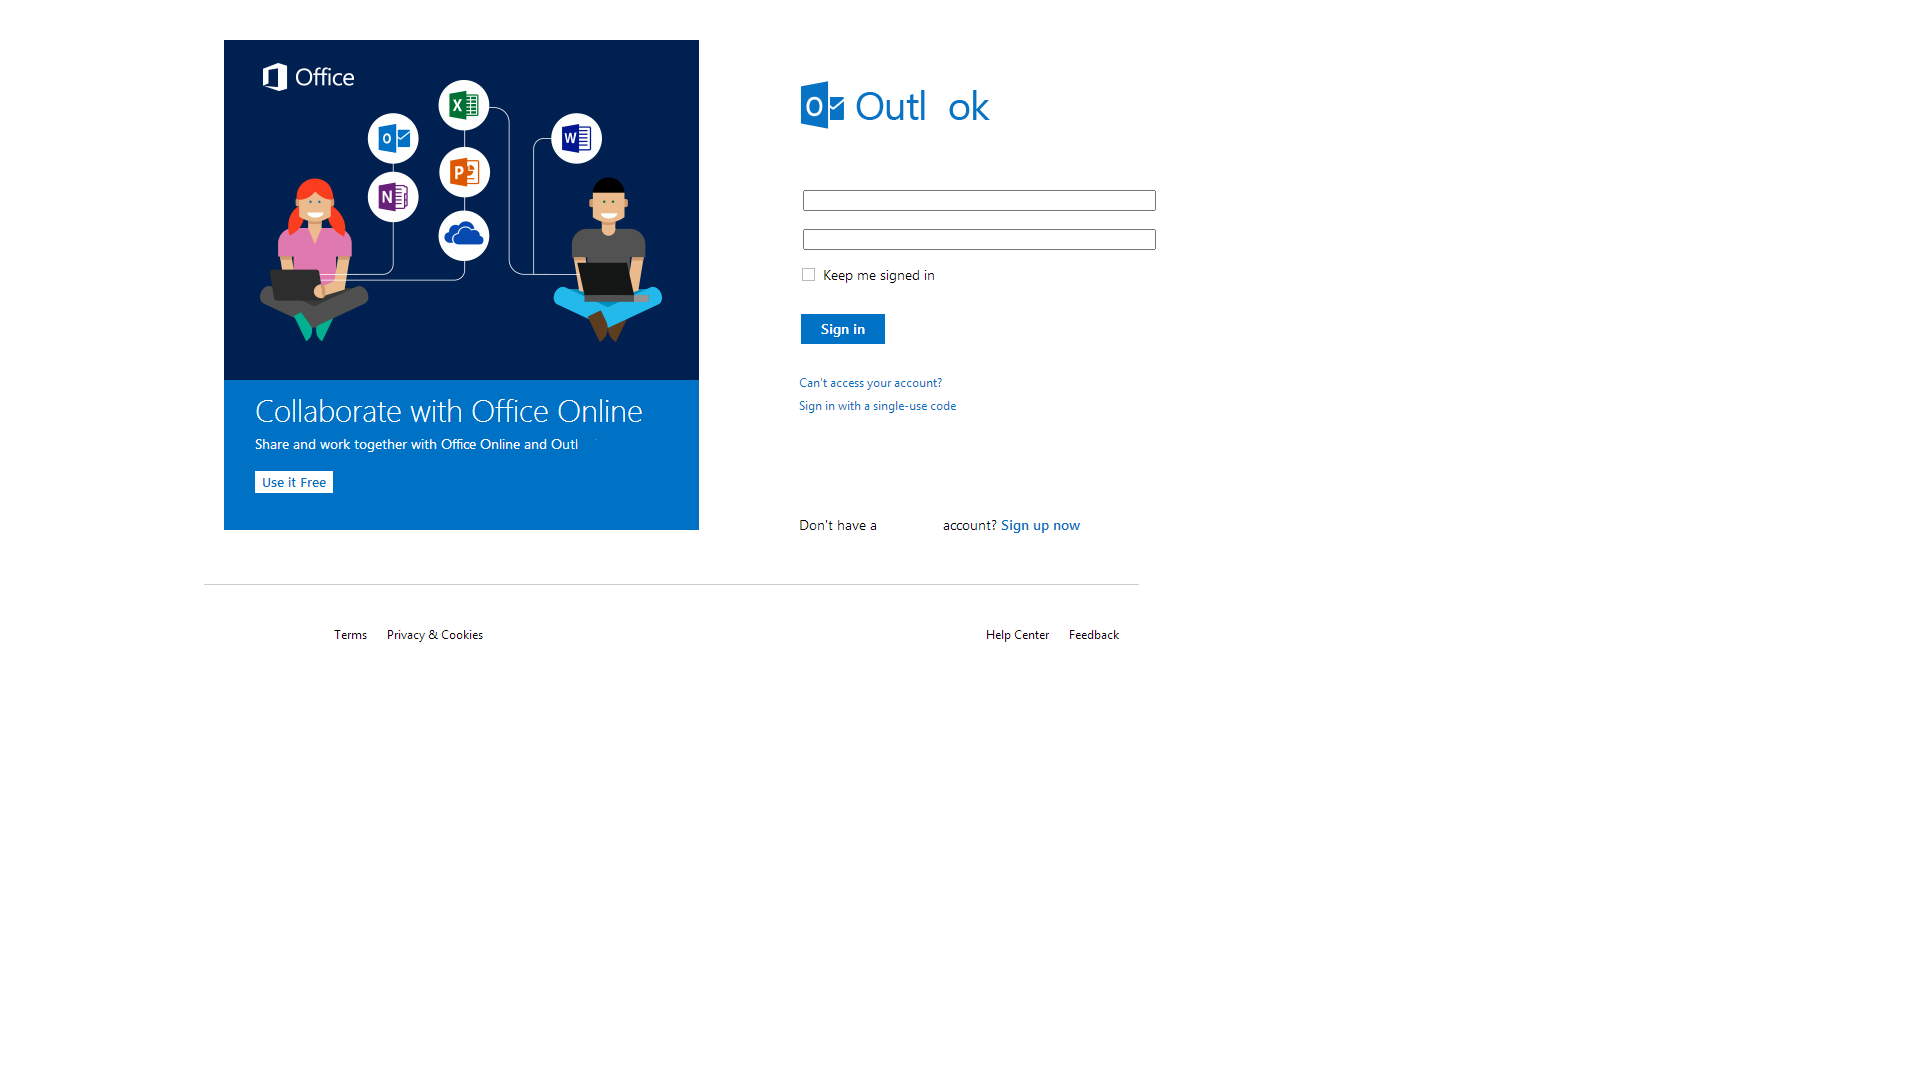 Office
Collaborate with Office Online
Share and work together with Office Online and Outl
Use it Free
Outl ok
Keep me signed in
Sign in
Can't access your account?
Sign in with a single-use code
Don't have a account? Sign up now
Terms Privacy & Cookies
Help Center Feedback